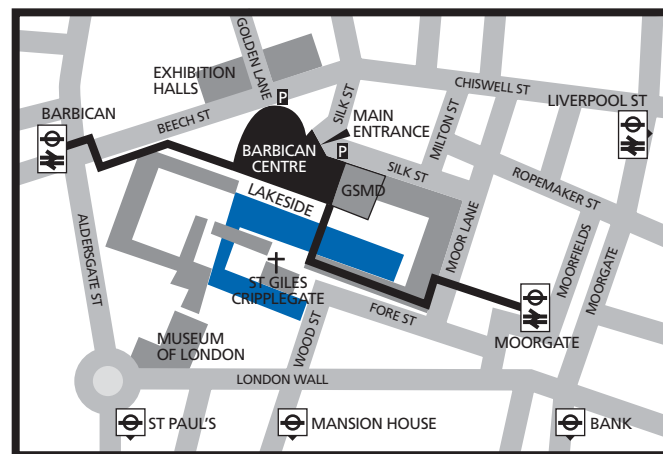 GOLDEN LANE
EXHIBITION
HALLS
CHISWELL ST
P
BARBICAN
BEECH ST
SILK ST
MAIN
ENTRANCE
MILTON ST
LIVERPOOL ST
BARBICAN
CENTRE
P
SILK ST
GSMD
ROPEMAKER ST
LAKESIDE
MOOR LANE
MOORFIELDS
MOORGATE
ALDERSGATE ST
ST GILES
CRIPPLEGATE
FORE ST
WOOD ST
MUSEUM
OF LONDON
MOORGATE
LONDON WALL
ST PAUL'S
MANSION HOUSE
BANK